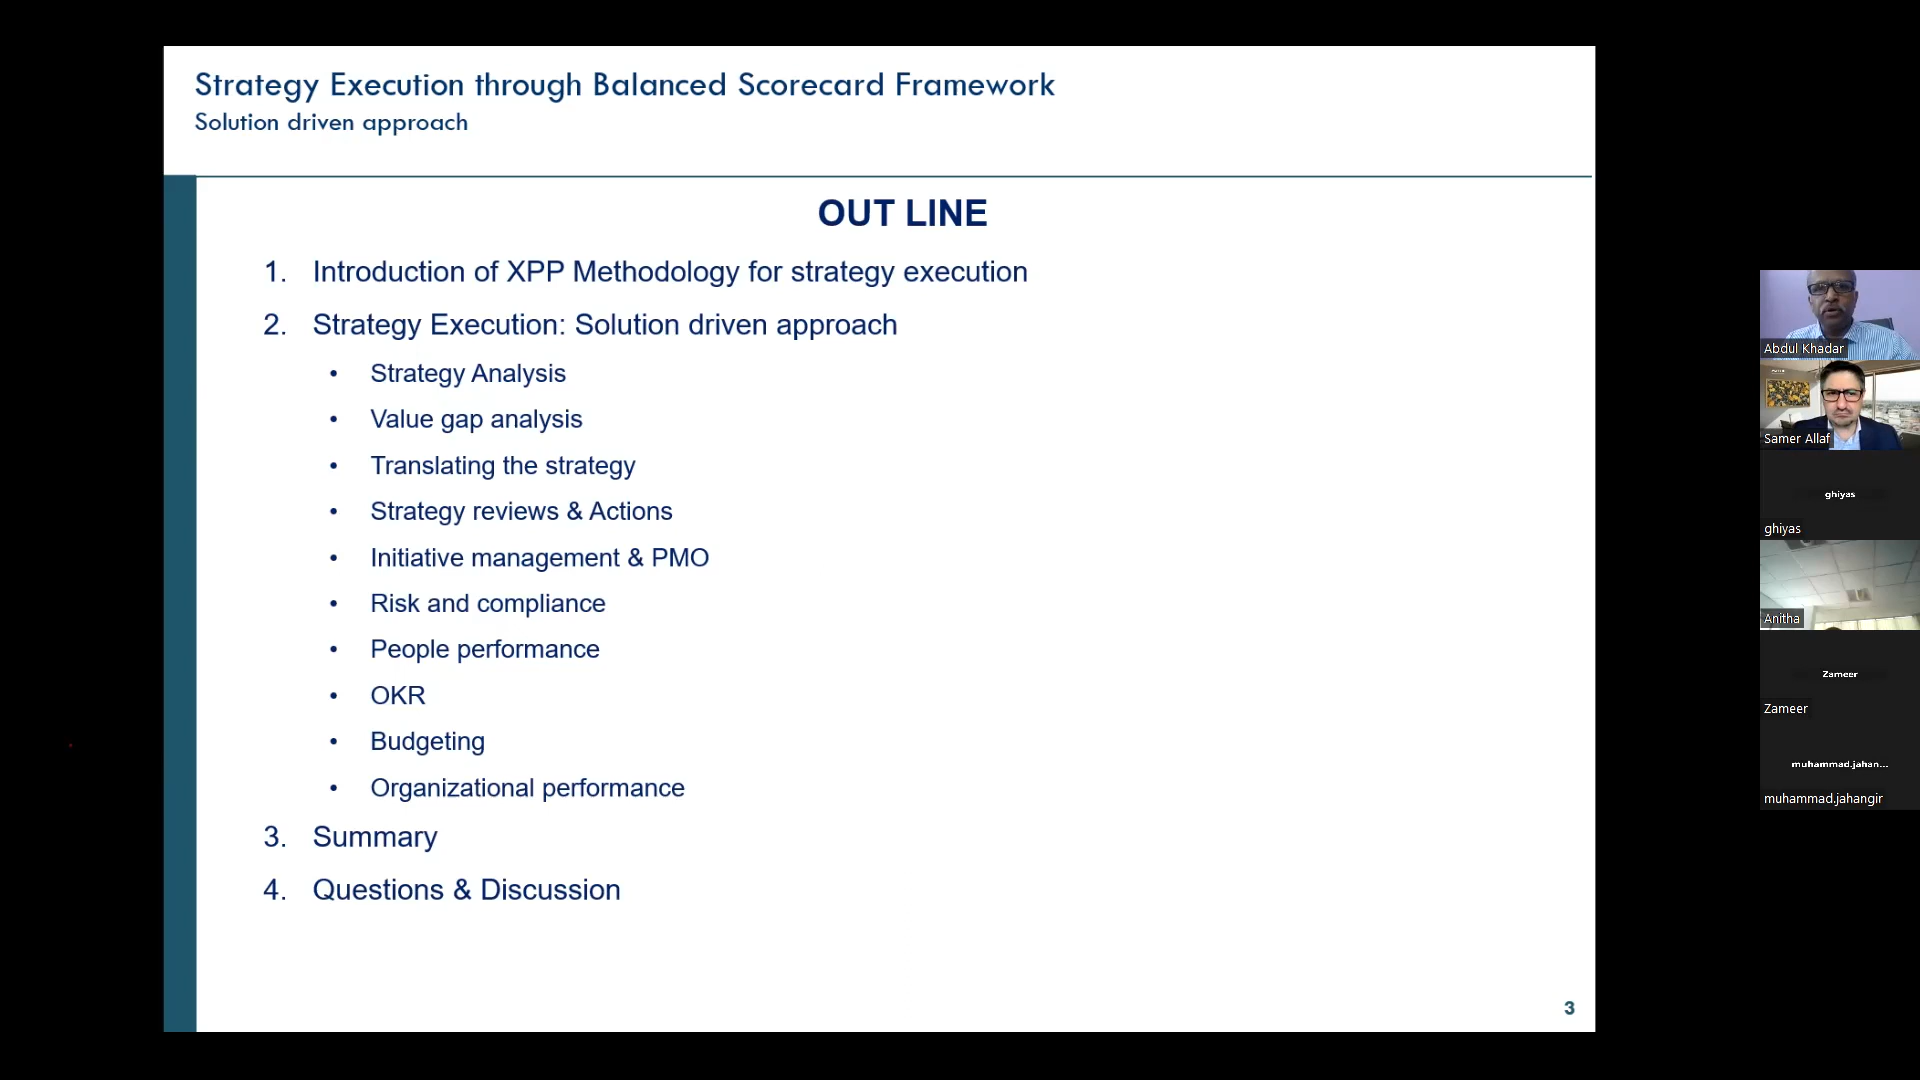 Strategy Execution through Balanced Scorecard Framework
Solution driven approach
OUT LINE
1. Introduction of XPP Methodology for strategy execution
2. Strategy Execution: Solution driven approach
• Strategy Analysis
• Value gap analysis
• Translating the strategy
• Strategy reviews & Actions
• Initiative management & PMO
• Risk and compliance
• People performance
• OKR
• Budgeting
• Organizational performance
3. Summary
4. Questions & Discussion
3
Abdul Khadar
Samer Allaf
ghiyas
ghiyas
Anitha
Zameer
Zameer
muhammad.jahan...
muhammad.jahangir